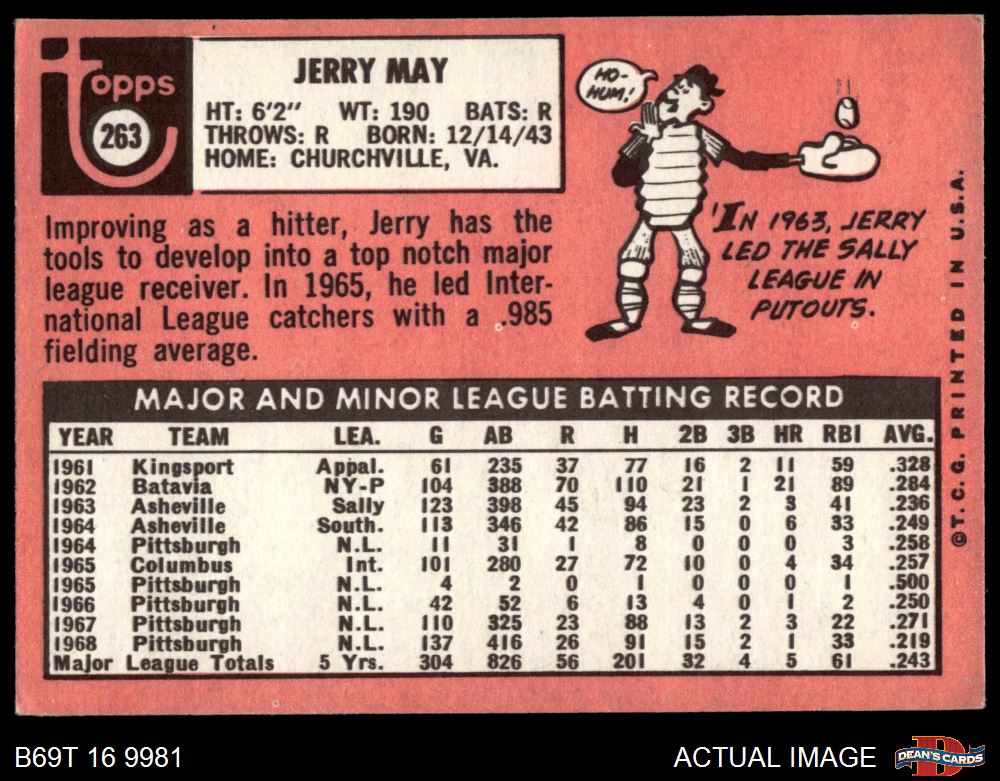 topps
263
JERRY MAY
HT: 6'2" WT: 190 BATS: R
THROWS: R BORN: 12/14/43
HOME: CHURCHVILLE, VA.
HO-
HUM!
Improving as a hitter, Jerry has the
tools to develop into a top notch major
league receiver. In 1965, he led Inter-
national League catchers with a .985
fielding average.
IN 1963, JERRY
LED THE SALLY
LEAGUE IN
PUTOUTS.
MAJOR AND MINOR LEAGUE BATTING RECORD
YEAR TEAM LEA. G AB R H 2B 3B HR RBI AVG.
1961 Kingsport Appal. 61 235 37 77 16 2 11 59 .328
1962 Batavia NY-P 104 388 70 110 21 1 21 89 .284
1963 Asheville Sally 123 398 45 94 23 2 3 41 .236
1964 Asheville South. 113 346 42 86 15 0 6 33 .249
1964 Pittsburgh N.L. 11 31 1 8 0 0 0 3 .258
1965 Columbus Int. 101 280 27 72 10 0 4 34 .257
1965 Pittsburgh N.L. 4 2 0 1 0 0 0 1 .500
1966 Pittsburgh N.L. 42 52 6 13 4 0 1 2 .250
1967 Pittsburgh N.L. 110 325 23 88 13 2 3 22 .271
1968 Pittsburgh N.L. 137 416 26 91 15 2 1 33 .219
Major League Totals 5 Yrs. 304 826 56 201 32 4 5 61 .243
©T.C.G. PRINTED IN U.S.A.
B69T 16 9981
ACTUAL IMAGE
DEAN'S CARDS